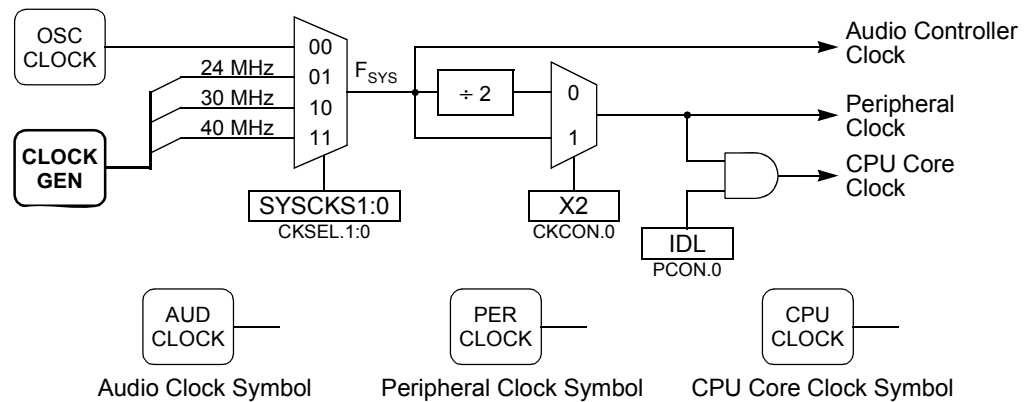 OSC
CLOCK
24 MHz
30 MHz
40 MHz
CLOCK
GEN
00
01
10
11
SYSCKS1:0
CKSEL.1:0
FSYS
÷ 2
0
1
X2
CKCON.0
IDL
PCON.0
Audio Controller
Clock
Peripheral
Clock
CPU Core
Clock
AUD
CLOCK
Audio Clock Symbol
PER
CLOCK
Peripheral Clock Symbol
CPU
CLOCK
CPU Core Clock Symbol